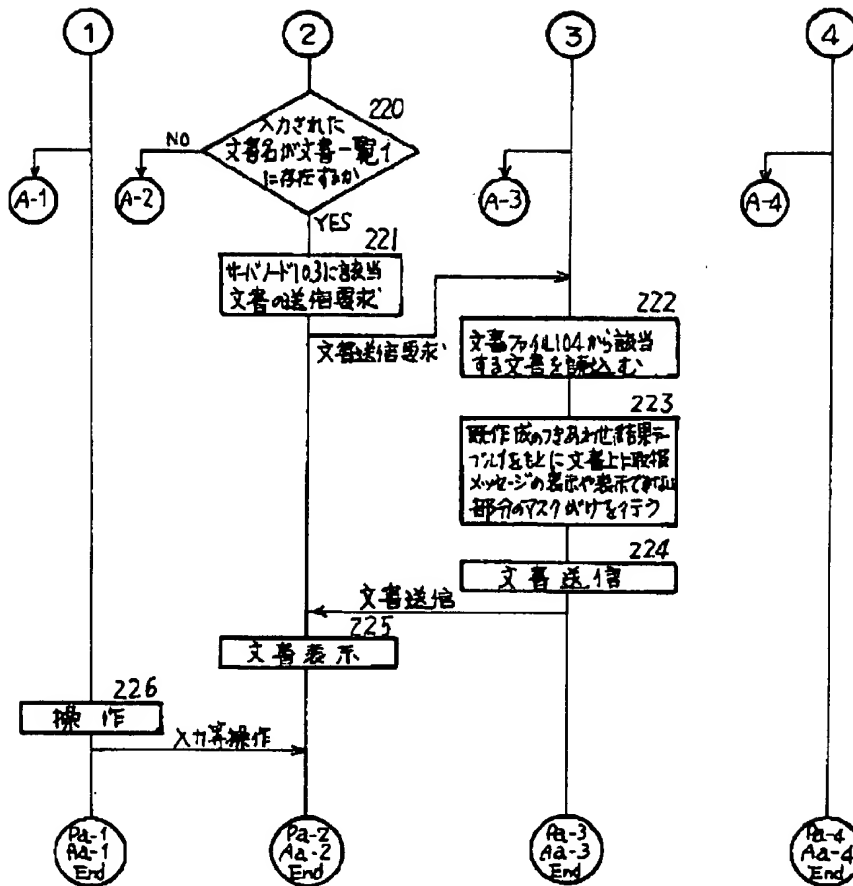 1
2
3
4
220
入力された
文書名が文書一覧1
に存在するか
NO
A-1
A-2
A-3
A-4
YES
221
サーバノード103に該当
文書の送信要求
文書送信要求
222
文書ファイル104から該当
する文書を読込む
223
既作成のつきあわせ結果テー
ブル1をもとに文書上に取扱
メッセージの表示や表示できない
部分のマスクがけを行う
224
文書送信
文書送信
225
文書表示
226
操作
入力等操作
Pa-1
Aa-1
End
Pa-2
Aa-2
End
Pa-3
Aa-3
End
Pa-4
Aa-4
End